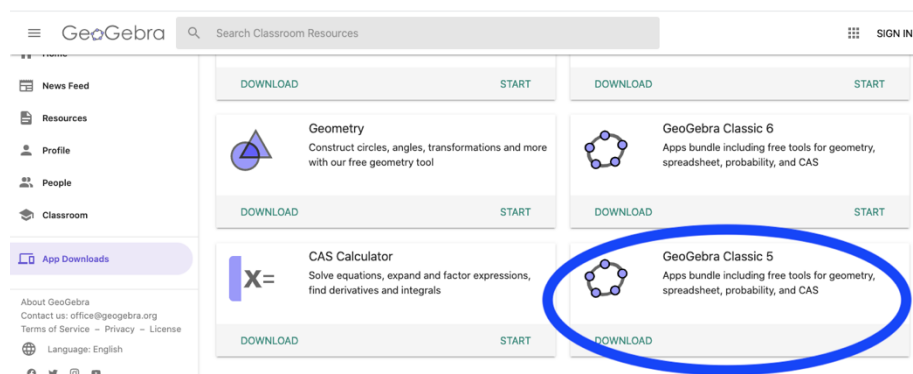 GeoGebra
Search Classroom Resources
SIGN IN
Home
News Feed
Resources
Profile
People
Classroom
App Downloads
About GeoGebra
Contact us: office@geogebra.org
Terms of Service – Privacy – License
Language: English
DOWNLOAD START
DOWNLOAD START
Geometry
Construct circles, angles, transformations and more
with our free geometry tool
DOWNLOAD START
GeoGebra Classic 6
Apps bundle including free tools for geometry,
spreadsheet, probability, and CAS
DOWNLOAD START
X=
CAS Calculator
Solve equations, expand and factor expressions,
find derivatives and integrals
DOWNLOAD START
GeoGebra Classic 5
Apps bundle including free tools for geometry,
spreadsheet, probability, and CAS
DOWNLOAD